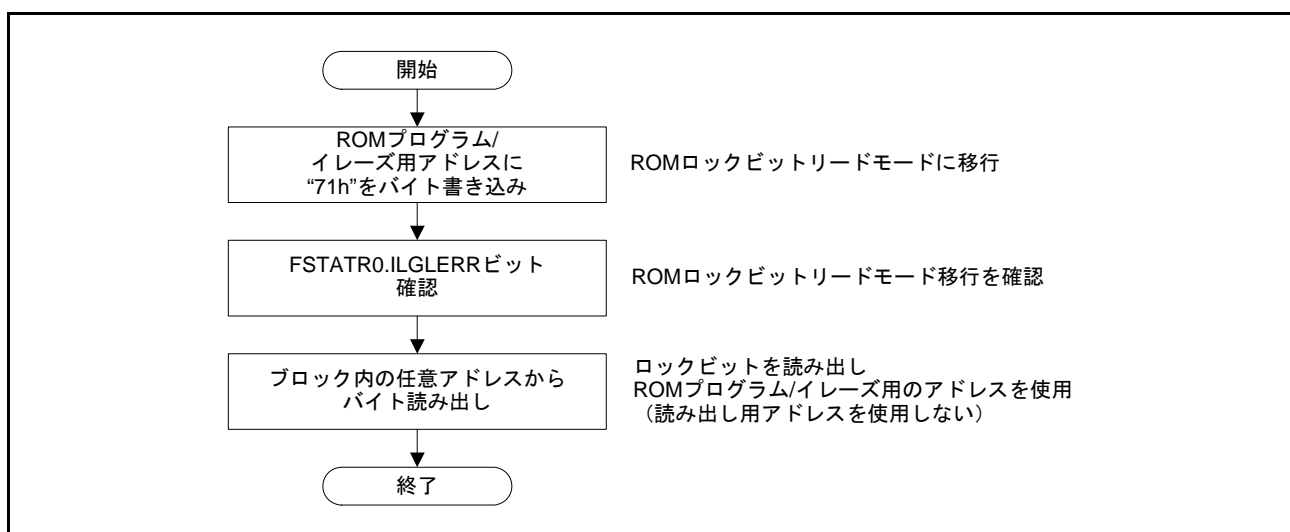 開始
ROMプログラム/
イレーズ用アドレスに
“71h”をバイト書き込み
ROMロックビットリードモードに移行
FSTATR0.ILGLERRビット
確認
ROMロックビットリードモード移行を確認
ブロック内の任意アドレスから
バイト読み出し
ロックビットを読み出し
ROMプログラム/イレーズ用のアドレスを使用
（読み出し用アドレスを使用しない）
終了